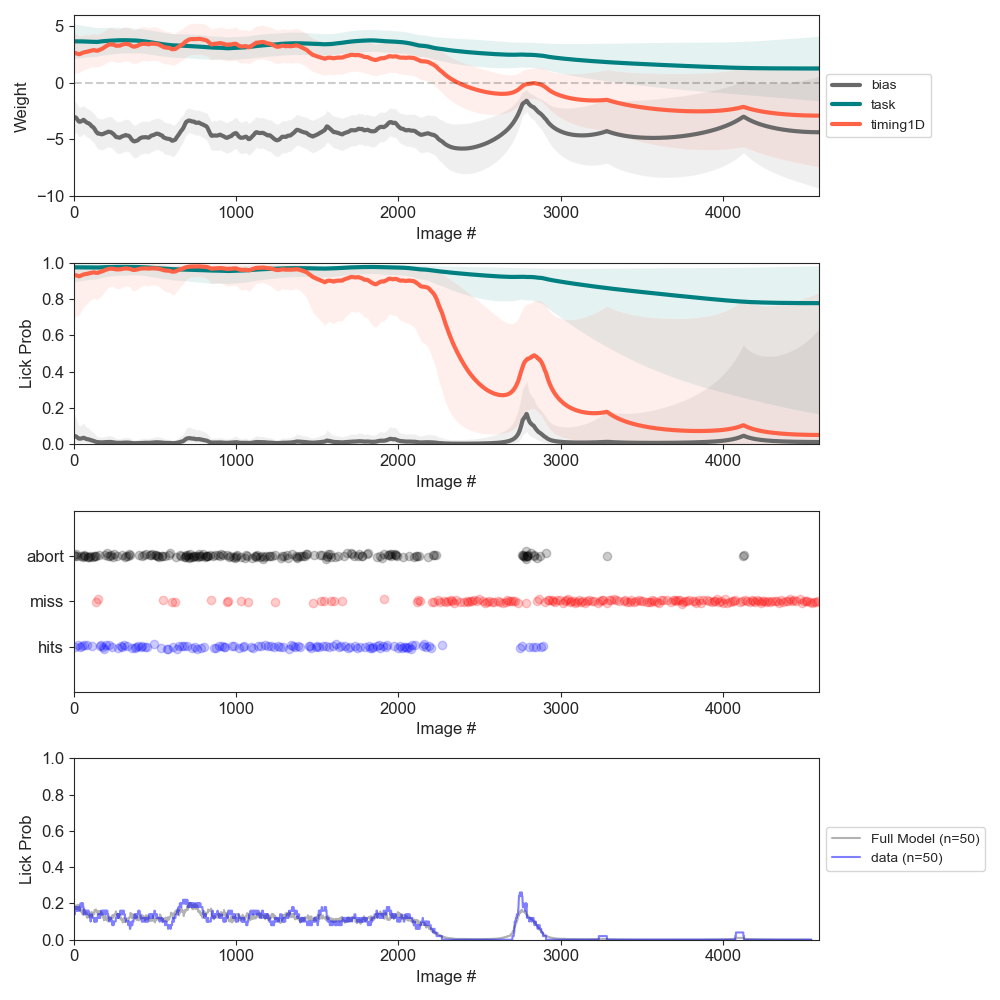 5
0
−5
−10
Weight
0 1000 2000 3000 4000
Image #
bias
task
timing1D
1.0
0.8
0.6
0.4
0.2
0.0
Lick Prob
0 1000 2000 3000 4000
Image #
abort
miss
hits
0 1000 2000 3000 4000
Image #
1.0
0.8
0.6
0.4
0.2
0.0
Lick Prob
0 1000 2000 3000 4000
Image #
Full Model (n=50)
data (n=50)